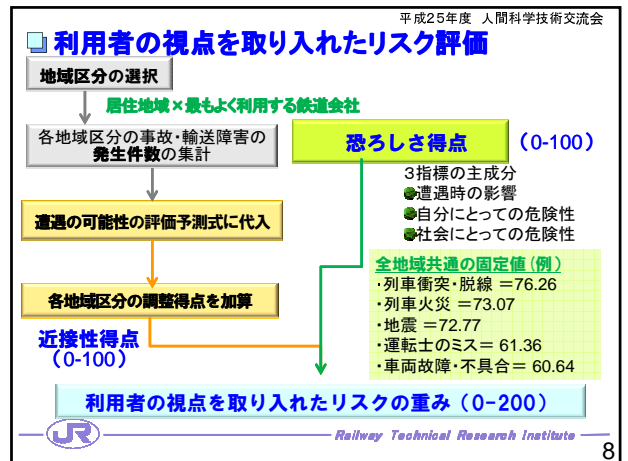 平成25年度 人間科学技術交流会
利用者の視点を取り入れたリスク評価
地域区分の選択
居住地域×最もよく利用する鉄道会社
各地域区分の事故・輸送障害の
発生件数の集計
遭遇の可能性の評価予測式に代入
各地域区分の調整得点を加算
近接性得点
(0-100)
恐ろしさ得点
(0-100)
3指標の主成分
遭遇時の影響
自分にとっての危険性
社会にとっての危険性
全地域共通の固定値(例)
・列車衝突・脱線 =76.26
・列車火災 =73.07
・地震 =72.77
・運転士のミス= 61.36
・車両故障・不具合= 60.64
利用者の視点を取り入れたリスクの重み(0-200)
JR
Railway Technical Research Institute
8